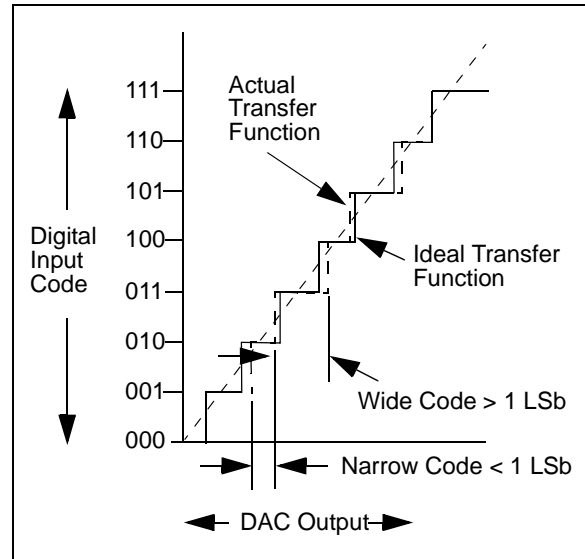 111
110
101
100
011
010
001
000
Digital
Input
Code
Actual
Transfer
Function
Ideal Transfer
Function
Wide Code > 1 LSb
Narrow Code < 1 LSb
DAC Output